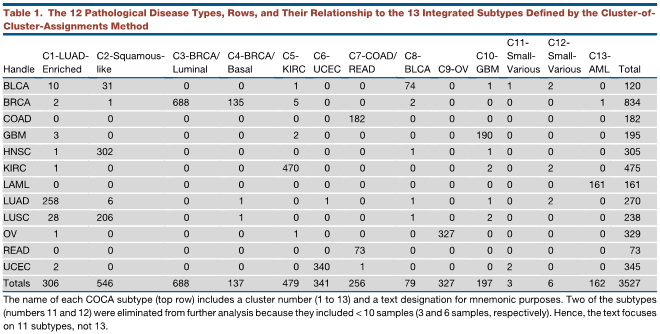 Table 1. The 12 Pathological Disease Types, Rows, and Their Relationship to the 13 Integrated Subtypes Defined by the Cluster-of-
Cluster-Assignments Method
Handle C1-LUAD-Enriched C2-Squamous-like C3-BRCA/Luminal C4-BRCA/Basal C5-KIRC C6-UCEC C7-COAD/READ C8-BLCA C9-OV C10-GBM C11-Small-Various C12-Small-Various C13-AML Total
BLCA 10 31 0 0 1 0 0 74 0 1 1 2 0 120
BRCA 2 1 688 135 5 0 0 2 0 0 0 0 1 834
COAD 0 0 0 0 0 0 182 0 0 0 0 0 0 182
GBM 3 0 0 0 2 0 0 0 0 190 0 0 0 195
HNSC 1 302 0 0 0 0 0 1 0 1 0 0 0 305
KIRC 1 0 0 0 470 0 0 0 0 2 0 2 0 475
LAML 0 0 0 0 0 0 0 0 0 0 0 0 161 161
LUAD 258 6 0 1 0 1 0 1 0 1 0 2 0 270
LUSC 28 206 0 1 0 0 0 1 0 2 0 0 0 238
OV 1 0 0 0 1 0 0 0 327 0 0 0 0 329
READ 0 0 0 0 0 0 73 0 0 0 0 0 0 73
UCEC 2 0 0 0 0 340 1 0 0 0 2 0 0 345
Totals 306 546 688 137 479 341 256 79 327 197 3 6 162 3527
The name of each COCA subtype (top row) includes a cluster number (1 to 13) and a text designation for mnemonic purposes. Two of the subtypes
(numbers 11 and 12) were eliminated from further analysis because they included < 10 samples (3 and 6 samples, respectively). Hence, the text focuses
on 11 subtypes, not 13.